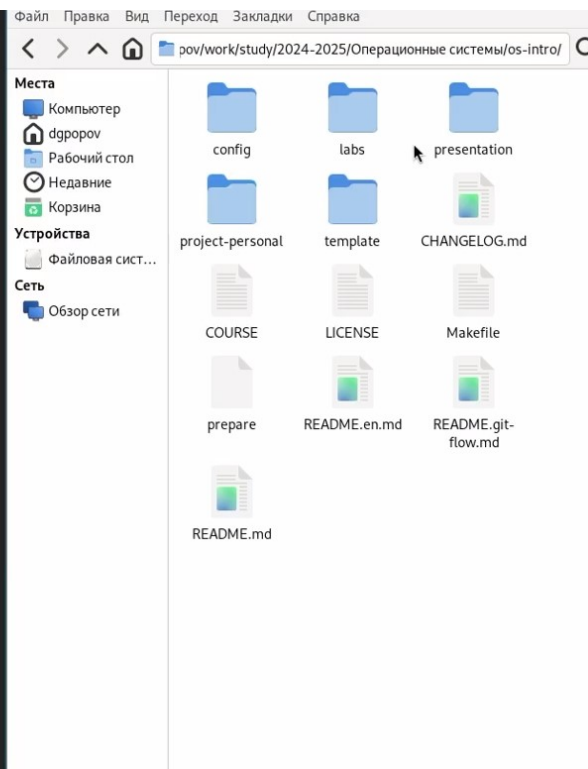 Файл Правка Вид Переход Закладки Справка
pov/work/study/2024-2025/Операционные системы/os-intro/
Места
Компьютер
dgpopov
Рабочий стол
Недавние
Корзина
Устройства
Файловая сист...
Сеть
Обзор сети
config labs presentation
project-personal template CHANGELOG.md
COURSE LICENSE Makefile
prepare README.en.md README.git-
flow.md
README.md